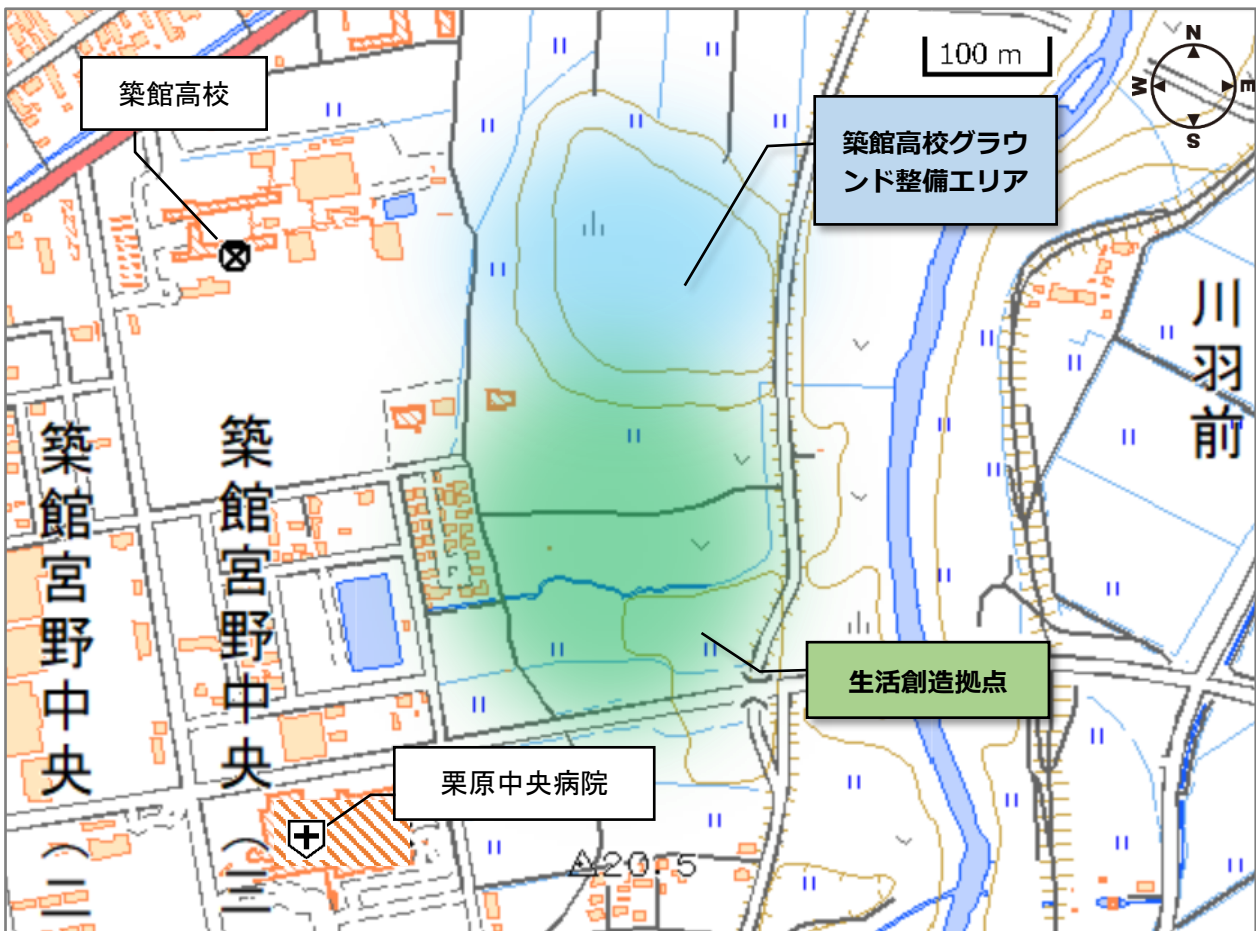 築館高校
100 m
N
W
E
S
築館高校グラウ
ンド整備エリア
川羽前
築館宮野中央
築館宮野中央
生活創造拠点
栗原中央病院
20.5
（二
（三